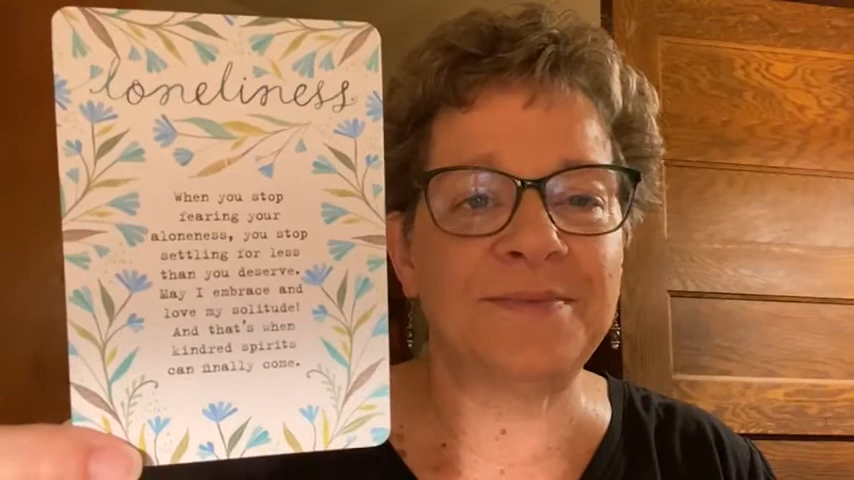 loneliness
When you stop
fearing your
aloneness, you stop
settling for less
than you deserve.
May I embrace and
love my solitude!
And that's when
kindred spirits
can finally come.